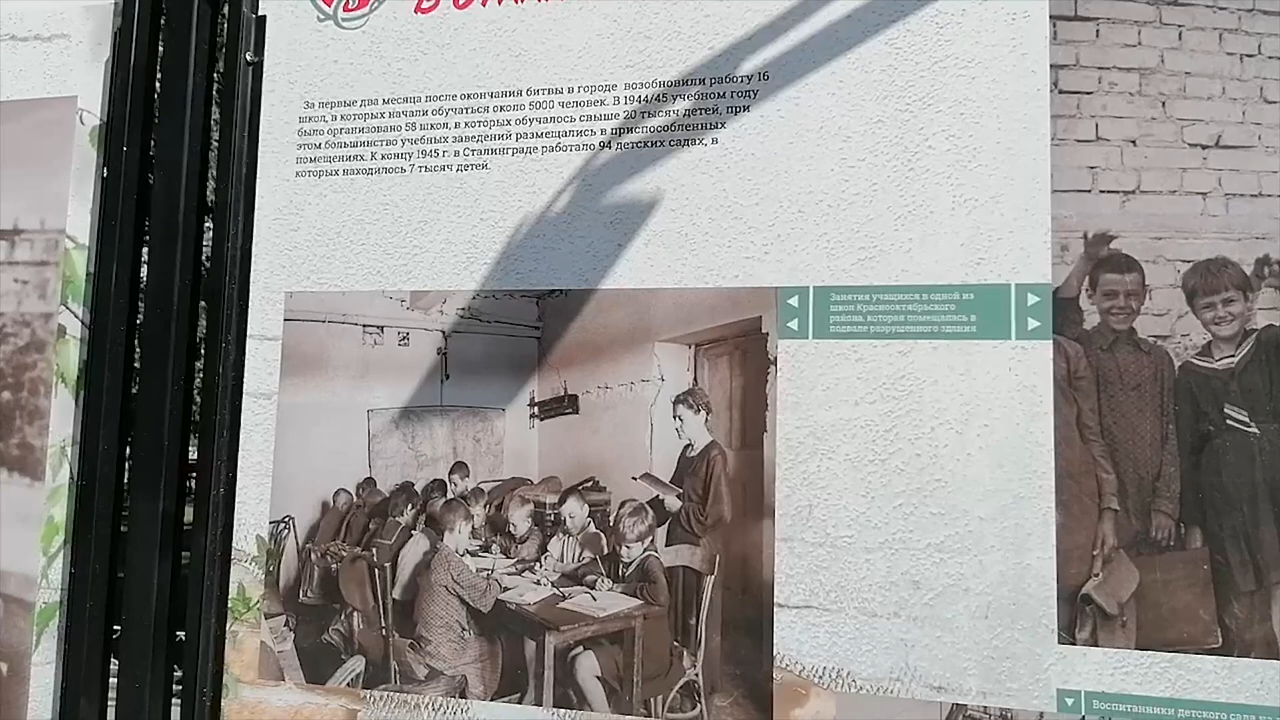 За первые два месяца после окончания битвы в городе возобновили работу 16
школ, в которых начали обучаться около 5000 человек. В 1944/45 учебном году
было организовано 58 школ, в которых обучалось свыше 20 тысяч детей, при
этом большинство учебных заведений размещались в приспособленных
помещениях. К концу 1945 г. в Сталинграде работало 94 детских садах, в
которых находилось 7 тысяч детей.
Занятия учащихся в одной из
школ Краснооктябрьского
района, которая помещалась в
подвале разрушенного здания
Воспитанники детского сада